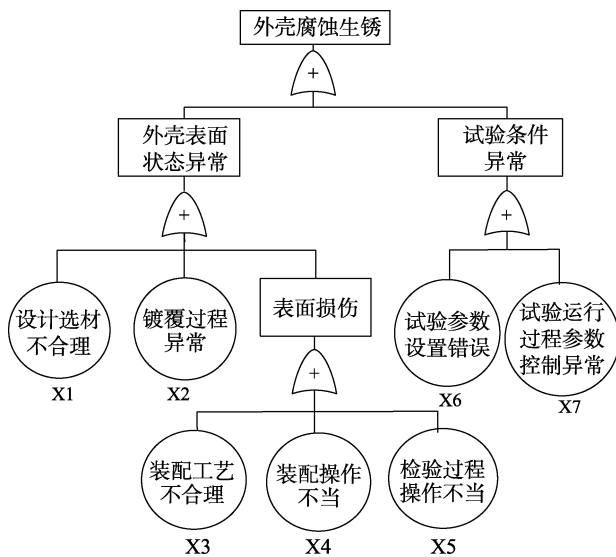 外壳腐蚀生锈
+
外壳表面
状态异常
试验条件
异常
+
+
设计选材
不合理
X1
镀覆过程
异常
X2
表面损伤
试验参数
设置错误
X6
试验运行
过程参数
控制异常
X7
+
装配工艺
不合理
X3
装配操作
不当
X4
检验过程
操作不当
X5